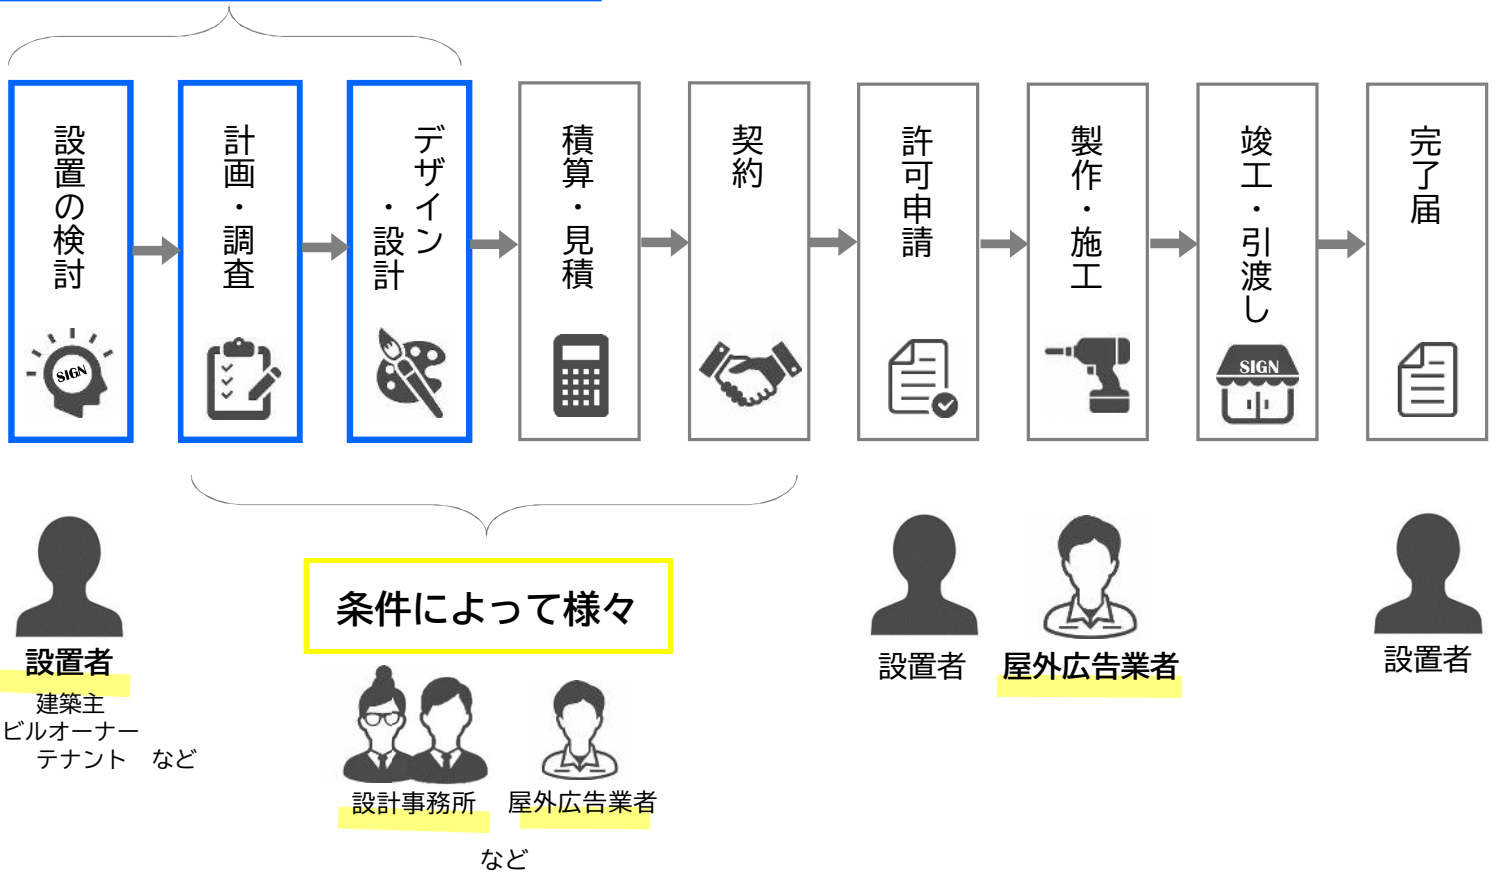 設置の検討
計画・調査
デザイン
・設計
積算・見積
契約
許可申請
製作・施工
竣工・引渡し
完了届
SIGN
SIGN
条件によって様々
設置者
建築主
ビルオーナー
テナント　など
設計事務所
屋外広告業者
など
設置者
屋外広告業者
設置者